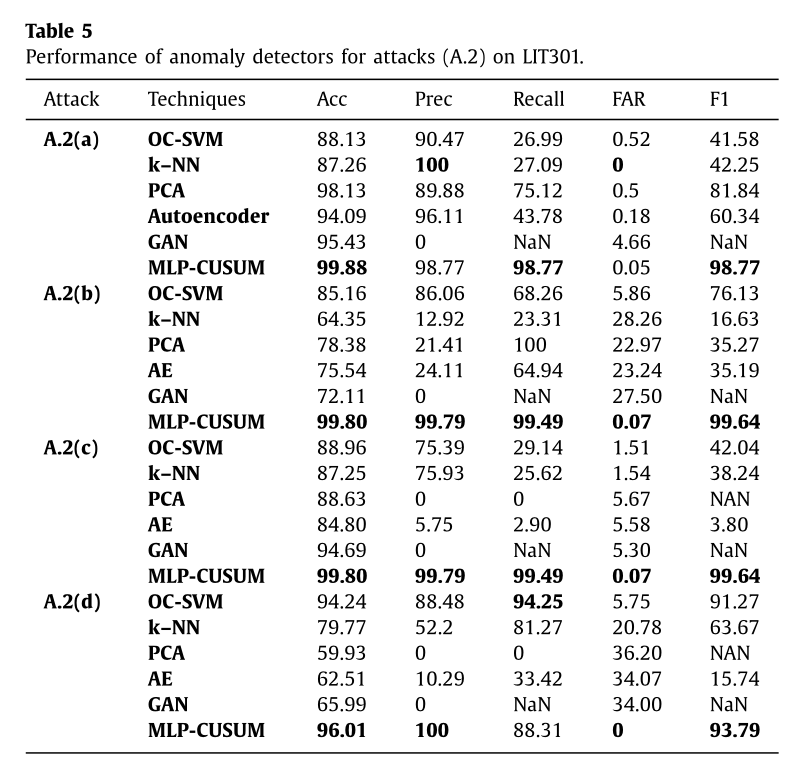 Table 5
Performance of anomaly detectors for attacks (A.2) on LIT301.
Attack Techniques Acc Prec Recall FAR F1
A.2(a) OC-SVM 88.13 90.47 26.99 0.52 41.58
k–NN 87.26 100 27.09 0 42.25
PCA 98.13 89.88 75.12 0.5 81.84
Autoencoder 94.09 96.11 43.78 0.18 60.34
GAN 95.43 0 NaN 4.66 NaN
MLP-CUSUM 99.88 98.77 98.77 0.05 98.77
A.2(b) OC-SVM 85.16 86.06 68.26 5.86 76.13
k–NN 64.35 12.92 23.31 28.26 16.63
PCA 78.38 21.41 100 22.97 35.27
AE 75.54 24.11 64.94 23.24 35.19
GAN 72.11 0 NaN 27.50 NaN
MLP-CUSUM 99.80 99.79 99.49 0.07 99.64
A.2(c) OC-SVM 88.96 75.39 29.14 1.51 42.04
k–NN 87.25 75.93 25.62 1.54 38.24
PCA 88.63 0 0 5.67 NAN
AE 84.80 5.75 2.90 5.58 3.80
GAN 94.69 0 NaN 5.30 NaN
MLP-CUSUM 99.80 99.79 99.49 0.07 99.64
A.2(d) OC-SVM 94.24 88.48 94.25 5.75 91.27
k–NN 79.77 52.2 81.27 20.78 63.67
PCA 59.93 0 0 36.20 NAN
AE 62.51 10.29 33.42 34.07 15.74
GAN 65.99 0 NaN 34.00 NaN
MLP-CUSUM 96.01 100 88.31 0 93.79